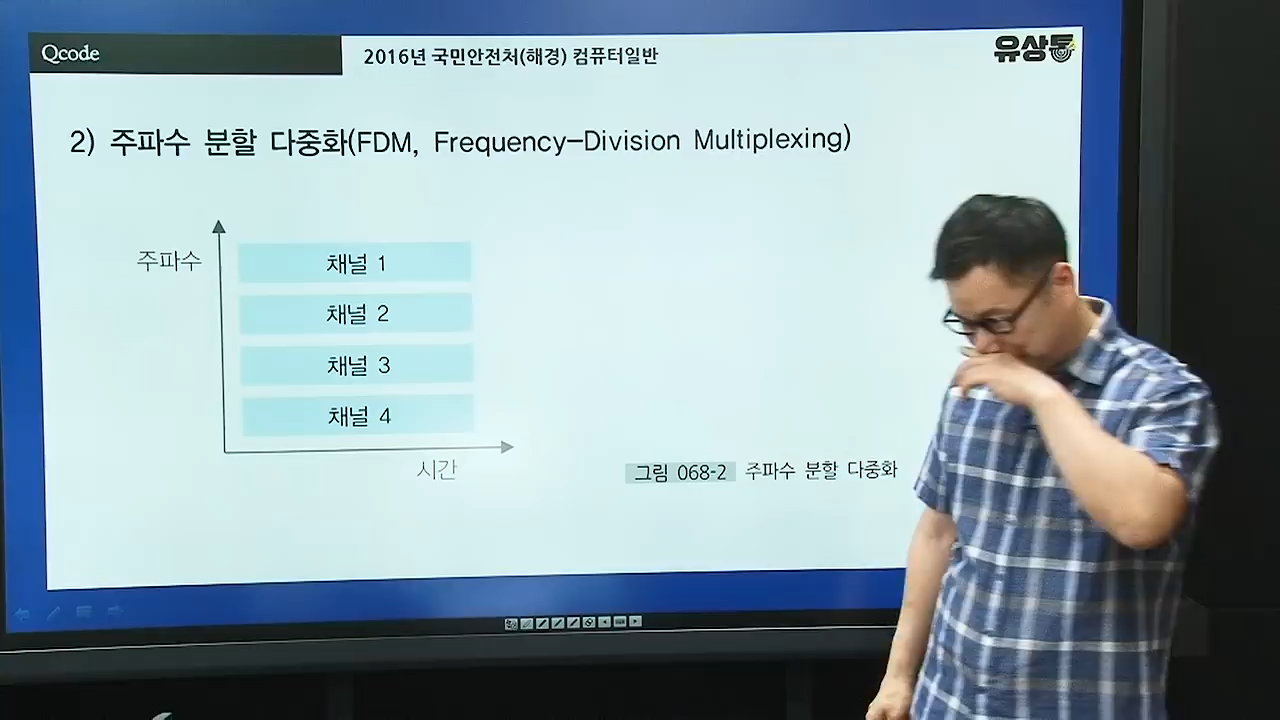 Qcode
2016년 국민안전처(해경) 컴퓨터일반
유상통
2) 주파수 분할 다중화(FDM, Frequency-Division Multiplexing)
주파수
채널 1
채널 2
채널 3
채널 4
시간
그림 068-2 주파수 분할 다중화